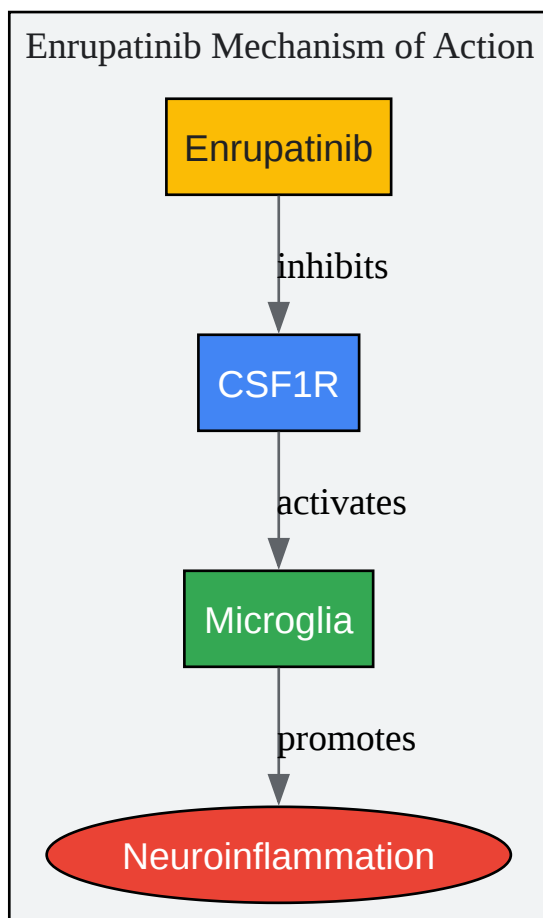 Enrupatinib Mechanism of Action
Enrupatinib
inhibits
CSF1R
activates
Microglia
promotes
Neuroinflammation